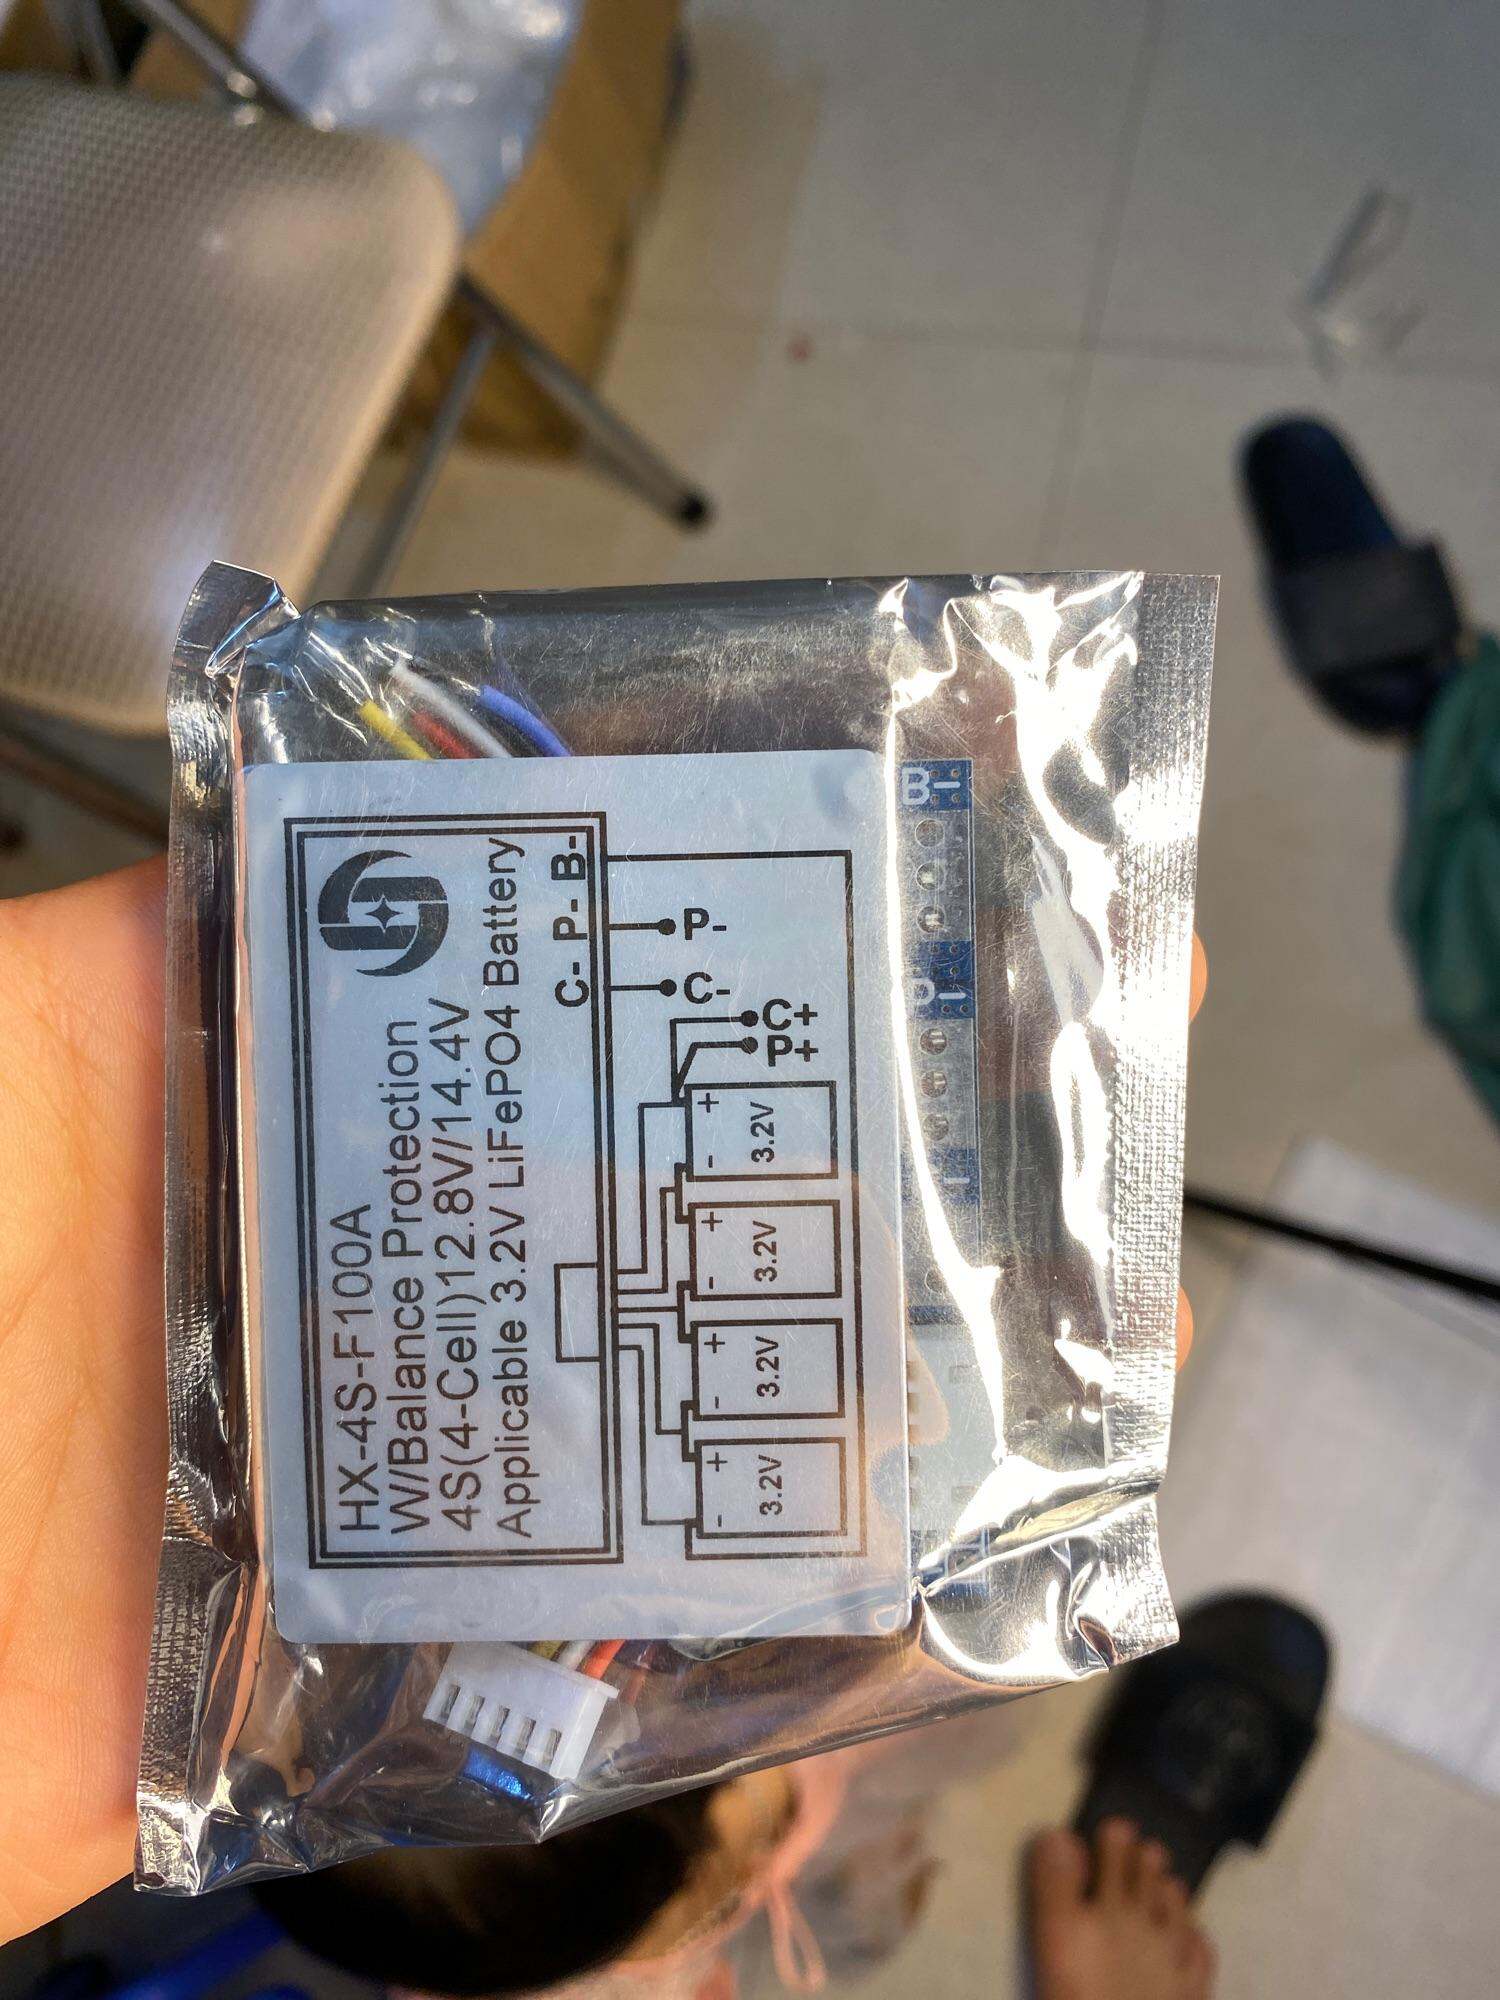 HX-4S-F100A
W/Balance Protection
4S(4-Cell)12.8V/14.4V
Applicable 3.2V LiFePO4 Battery
C- P- B-
P-
C-
C+
P+
- + 3.2V
- + 3.2V
- + 3.2V
- + 3.2V
B-